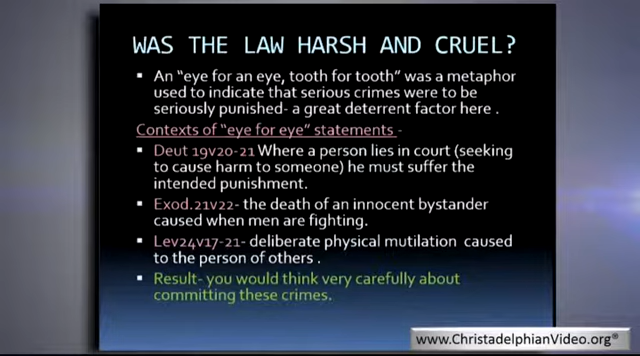 WAS THE LAW HARSH AND CRUEL?
▪ An “eye for an eye, tooth for tooth” was a metaphor
used to indicate that serious crimes were to be
seriously punished- a great deterrent factor here .
Contexts of “eye for eye” statements -
▪ Deut 19v20-21 Where a person lies in court (seeking
to cause harm to someone) he must suffer the
intended punishment.
▪ Exod.21v22- the death of an innocent bystander
caused when men are fighting.
▪ Lev24v17-21- deliberate physical mutilation caused
to the person of others .
▪ Result- you would think very carefully about
committing these crimes.
www.ChristadelphianVideo.org®